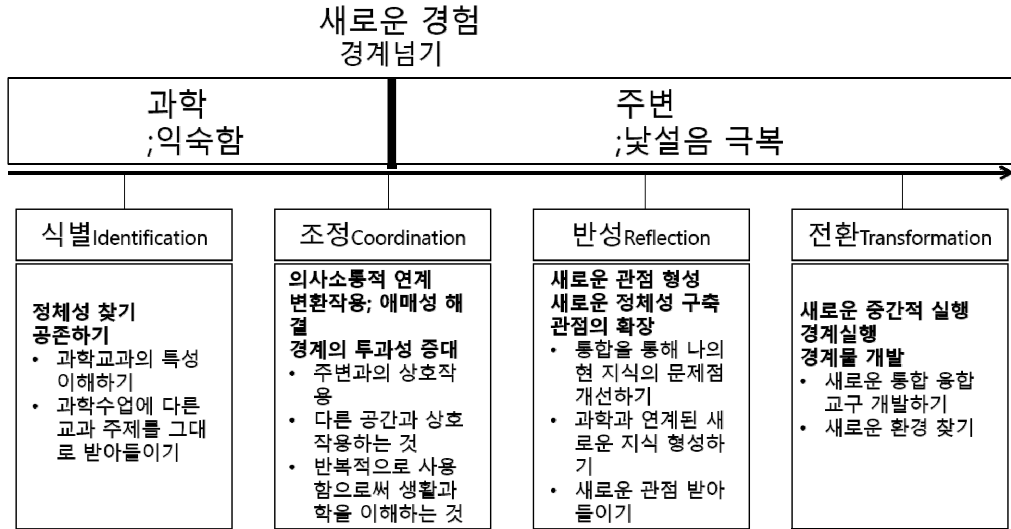 새로운 경험
경계넘기
과학
;익숙함
주변
;낯설음 극복
식별Identification
정체성 찾기
공존하기
• 과학교과의 특성
이해하기
• 과학수업에 다른
교과 주제를 그대
로 받아들이기
조정Coordination
의사소통적 연계
변환작용; 애매성 해
결
경계의 투과성 증대
• 주변과의 상호작
용
• 다른 공간과 상호
작용하는 것
• 반복적으로 사용
함으로써 생활과
학을 이해하는 것
반성Reflection
새로운 관점 형성
새로운 정체성 구축
관점의 확장
• 통합을 통해 나의
현 지식의 문제점
개선하기
• 과학과 연계된 새
로운 지식 형성하
기
• 새로운 관점 받아
들이기
전환Transformation
새로운 중간적 실행
경계실행
경계물 개발
• 새로운 통합 융합
교구 개발하기
• 새로운 환경 찾기